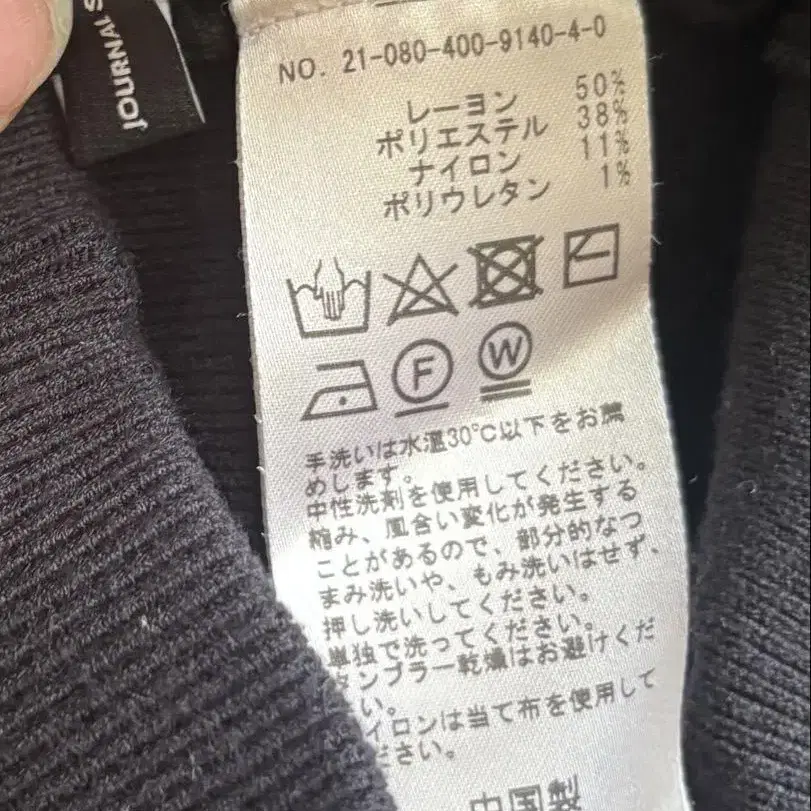 JOURNAL S
NO. 21-080-400-9140-4-0
レーヨン 50%
ポリエステル 38%
ナイロン 11%
ポリウレタン 1%
F W
手洗いは水温30℃以下をお薦
めします。
中性洗剤を使用してください。
縮み、風合い変化が発生する
ことがあるので、部分的なつ
まみ洗いや、もみ洗いはせず、
押し洗いしてください。
単独で洗ってください。
タンブラー乾燥はお避けくだ
い。
イロンは当て布を使用して
ださい。
中国製